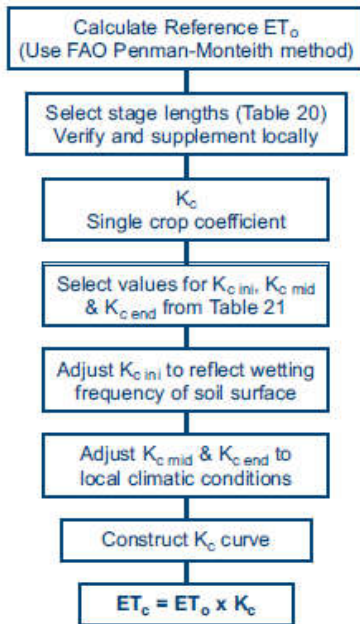 Calculate Reference ETo
(Use FAO Penman-Monteith method)
Select stage lengths (Table 20)
Verify and supplement locally
Kc
Single crop coefficient
Select values for Kc ini, Kc mid
& Kc end from Table 21
Adjust Kc ini to reflect wetting
frequency of soil surface
Adjust Kc mid & Kc end to
local climatic conditions
Construct Kc curve
ETc = ETo x Kc